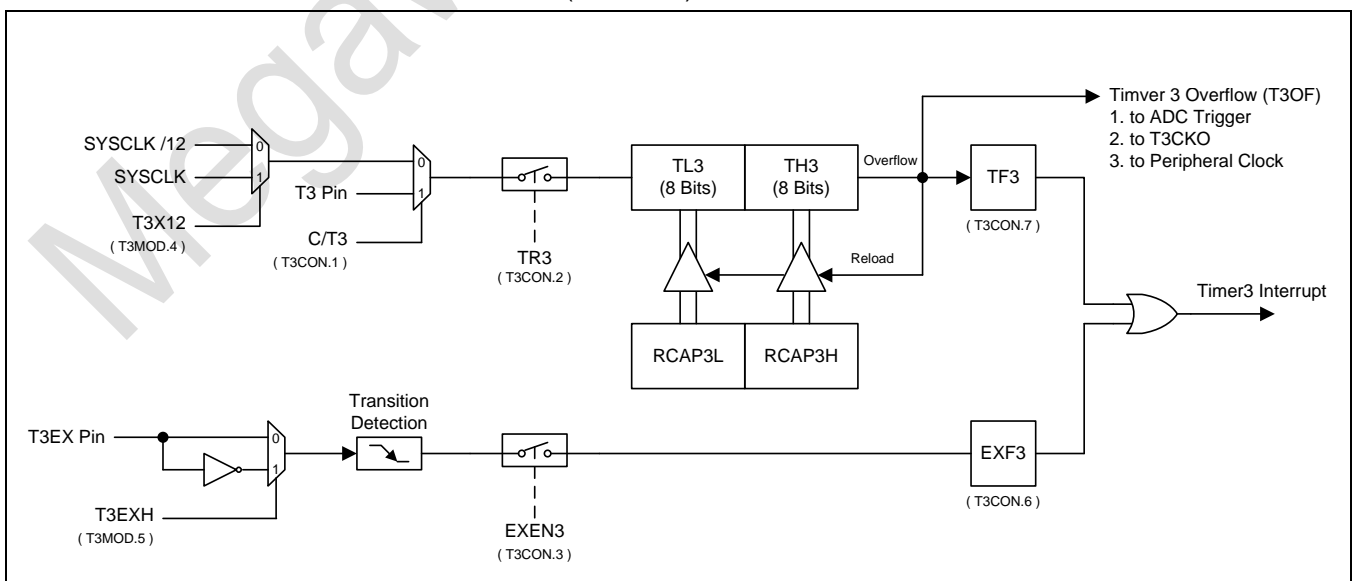 Mega
Timver 3 Overflow (T3OF)
1. to ADC Trigger
2. to T3CKO
3. to Peripheral Clock
SYSCLK /12
0
SYSCLK
1
T3X12
( T3MOD.4 )
0
T3 Pin
1
C/T3
( T3CON.1 )
TR3
( T3CON.2 )
TL3
(8 Bits)
TH3
(8 Bits)
Overflow
TF3
( T3CON.7 )
Reload
RCAP3L
RCAP3H
Timer3 Interrupt
T3EX Pin
0
1
T3EXH
( T3MOD.5 )
Transition
Detection
EXEN3
( T3CON.3 )
EXF3
( T3CON.6 )